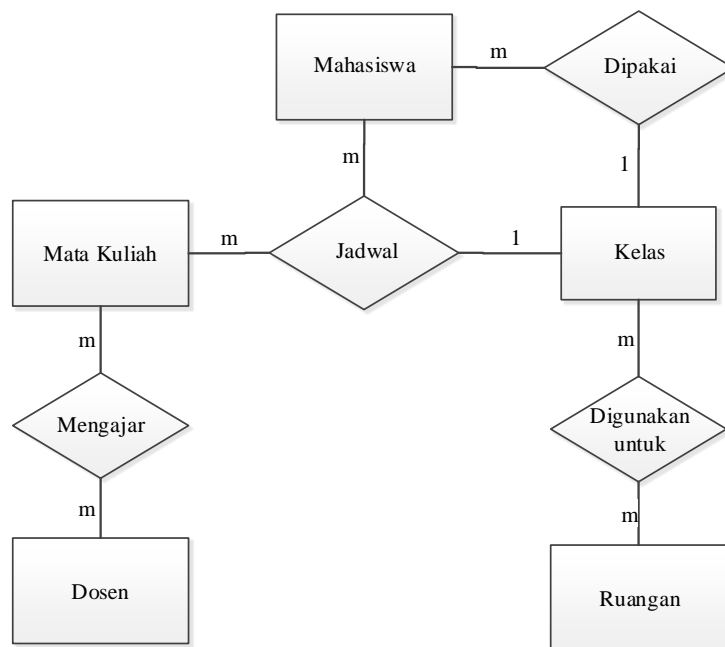 Mahasiswa
m
Dipakai
m
1
Mata Kuliah
m
Jadwal
1
Kelas
m
m
Mengajar
Digunakan
untuk
m
m
Dosen
Ruangan